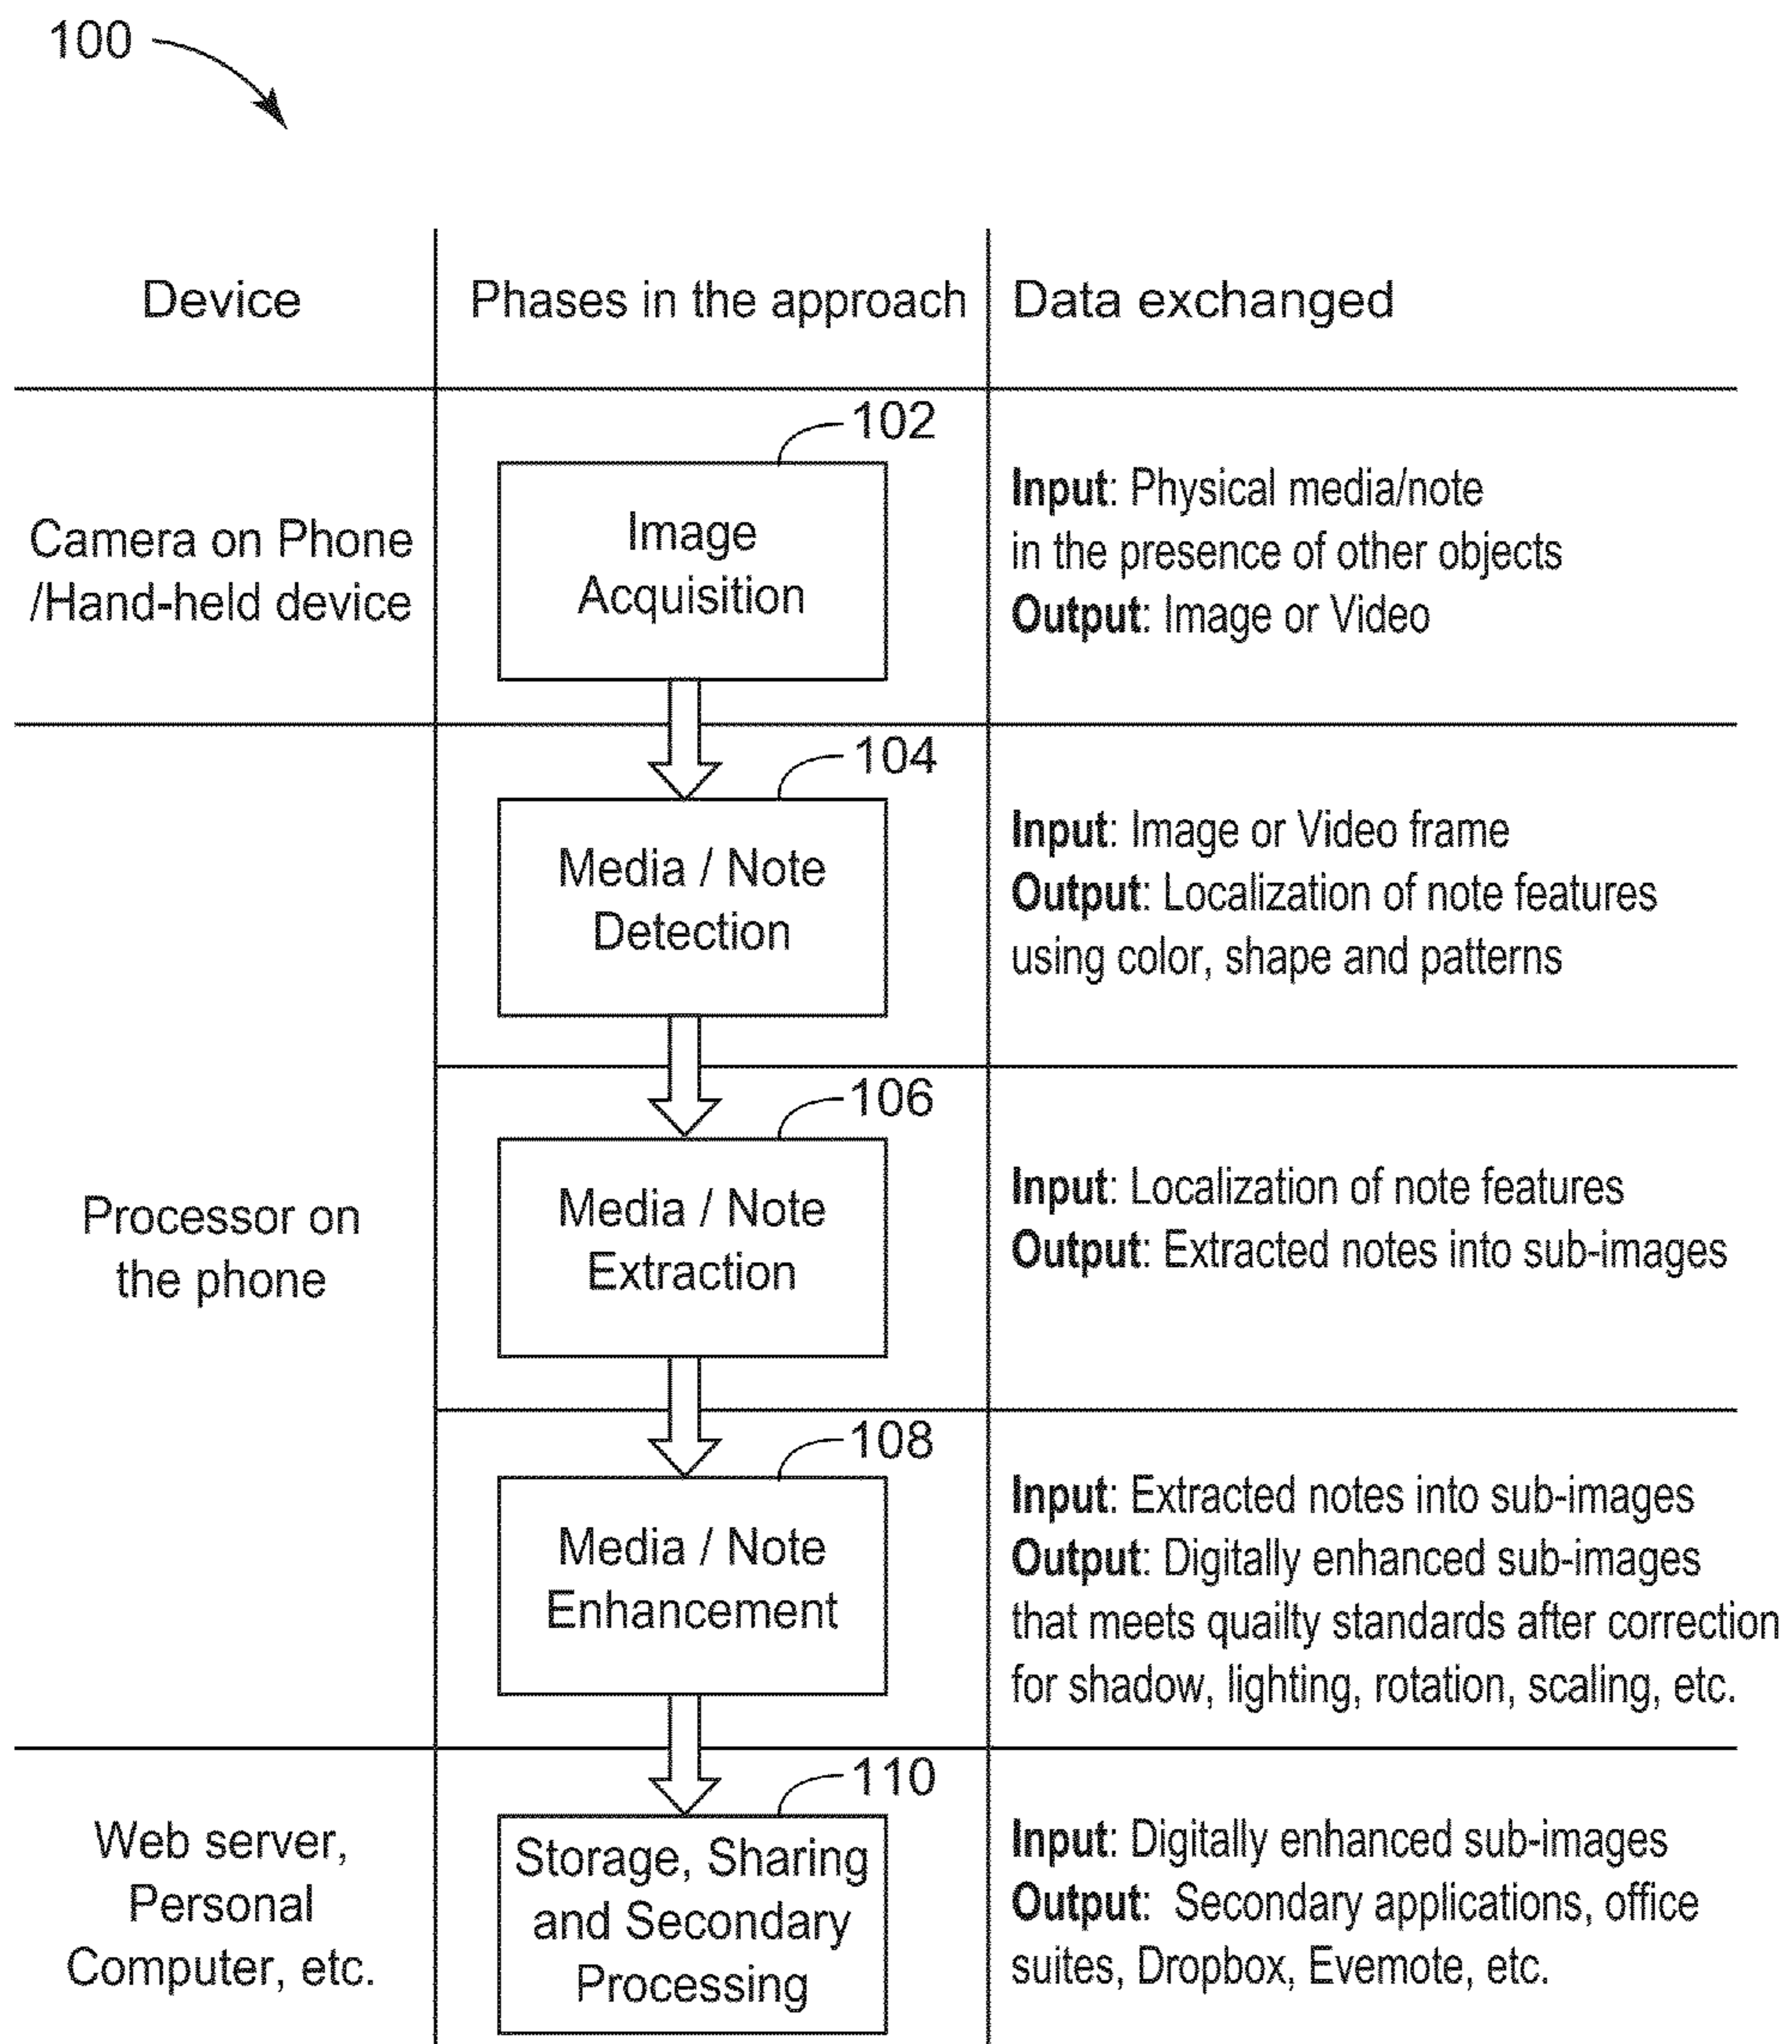 100
Device
Phases in the approach
Data exchanged
Camera on Phone
/Hand-held device
102
Image
Acquisition
Input: Physical media/note
in the presence of other objects
Output: Image or Video
Processor on
the phone
104
Media / Note
Detection
Input: Image or Video frame
Output: Localization of note features
using color, shape and patterns
106
Media / Note
Extraction
Input: Localization of note features
Output: Extracted notes into sub-images
108
Media / Note
Enhancement
Input: Extracted notes into sub-images
Output: Digitally enhanced sub-images
that meets quailty standards after correction
for shadow, lighting, rotation, scaling, etc.
Web server,
Personal
Computer, etc.
110
Storage, Sharing
and Secondary
Processing
Input: Digitally enhanced sub-images
Output: Secondary applications, office
suites, Dropbox, Evemote, etc.